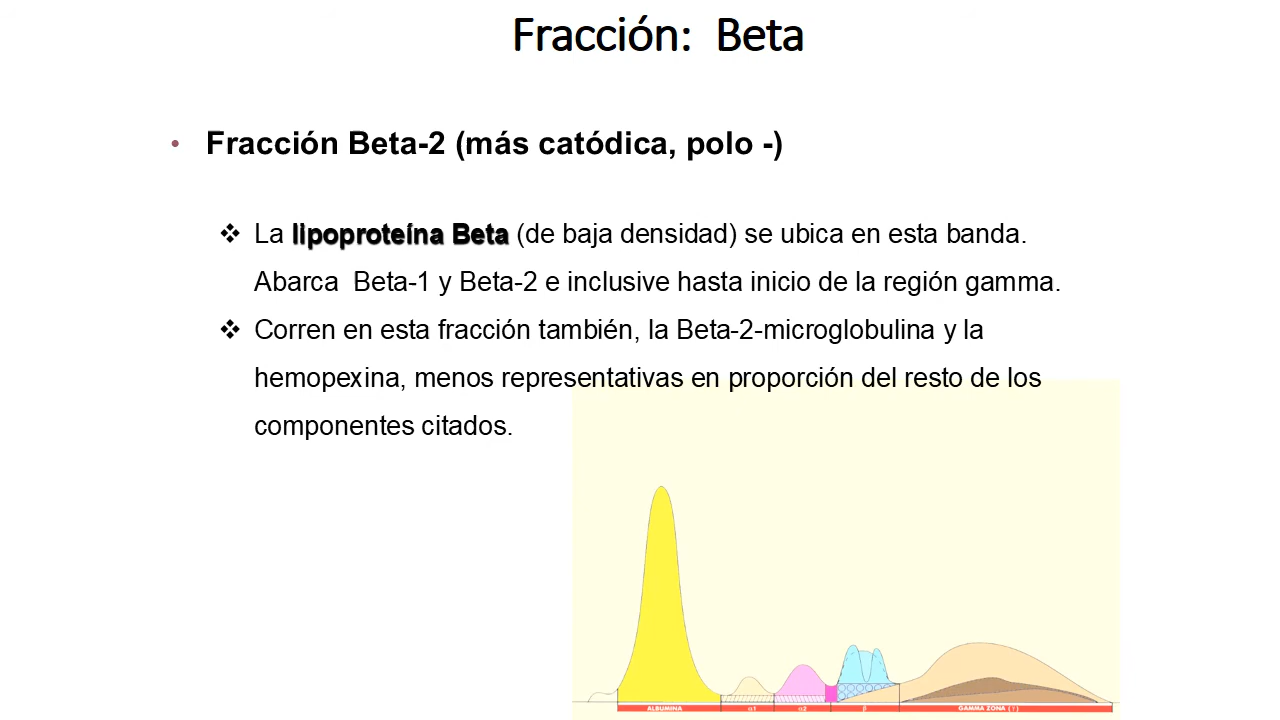 Fracción: Beta
• Fracción Beta-2 (más catódica, polo -)
❖ La lipoproteína Beta (de baja densidad) se ubica en esta banda.
Abarca Beta-1 y Beta-2 e inclusive hasta inicio de la región gamma.
❖ Corren en esta fracción también, la Beta-2-microglobulina y la
hemopexina, menos representativas en proporción del resto de los
componentes citados.
ALBUMINA α1 α2 β GAMMA ZONA (?)